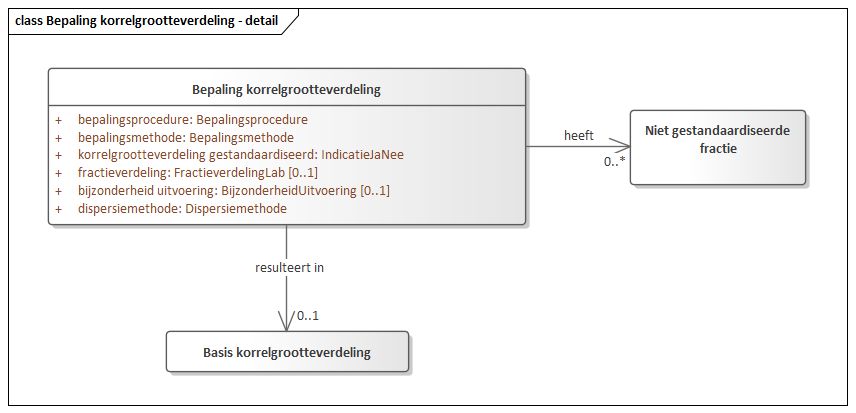 class Bepaling korrelgrootteverdeling - detail
Bepaling korrelgrootteverdeling
+ bepalingsprocedure: Bepalingsprocedure
+ bepalingsmethode: Bepalingsmethode
+ korrelgrootteverdeling gestandaardiseerd: IndicatieJaNee
+ fractieverdeling: FractieverdelingLab [0..1]
+ bijzonderheid uitvoering: BijzonderheidUitvoering [0..1]
+ dispersiemethode: Dispersiemethode
heeft
0..*
Niet gestandaardiseerde
fractie
resulteert in
0..1
Basis korrelgrootteverdeling